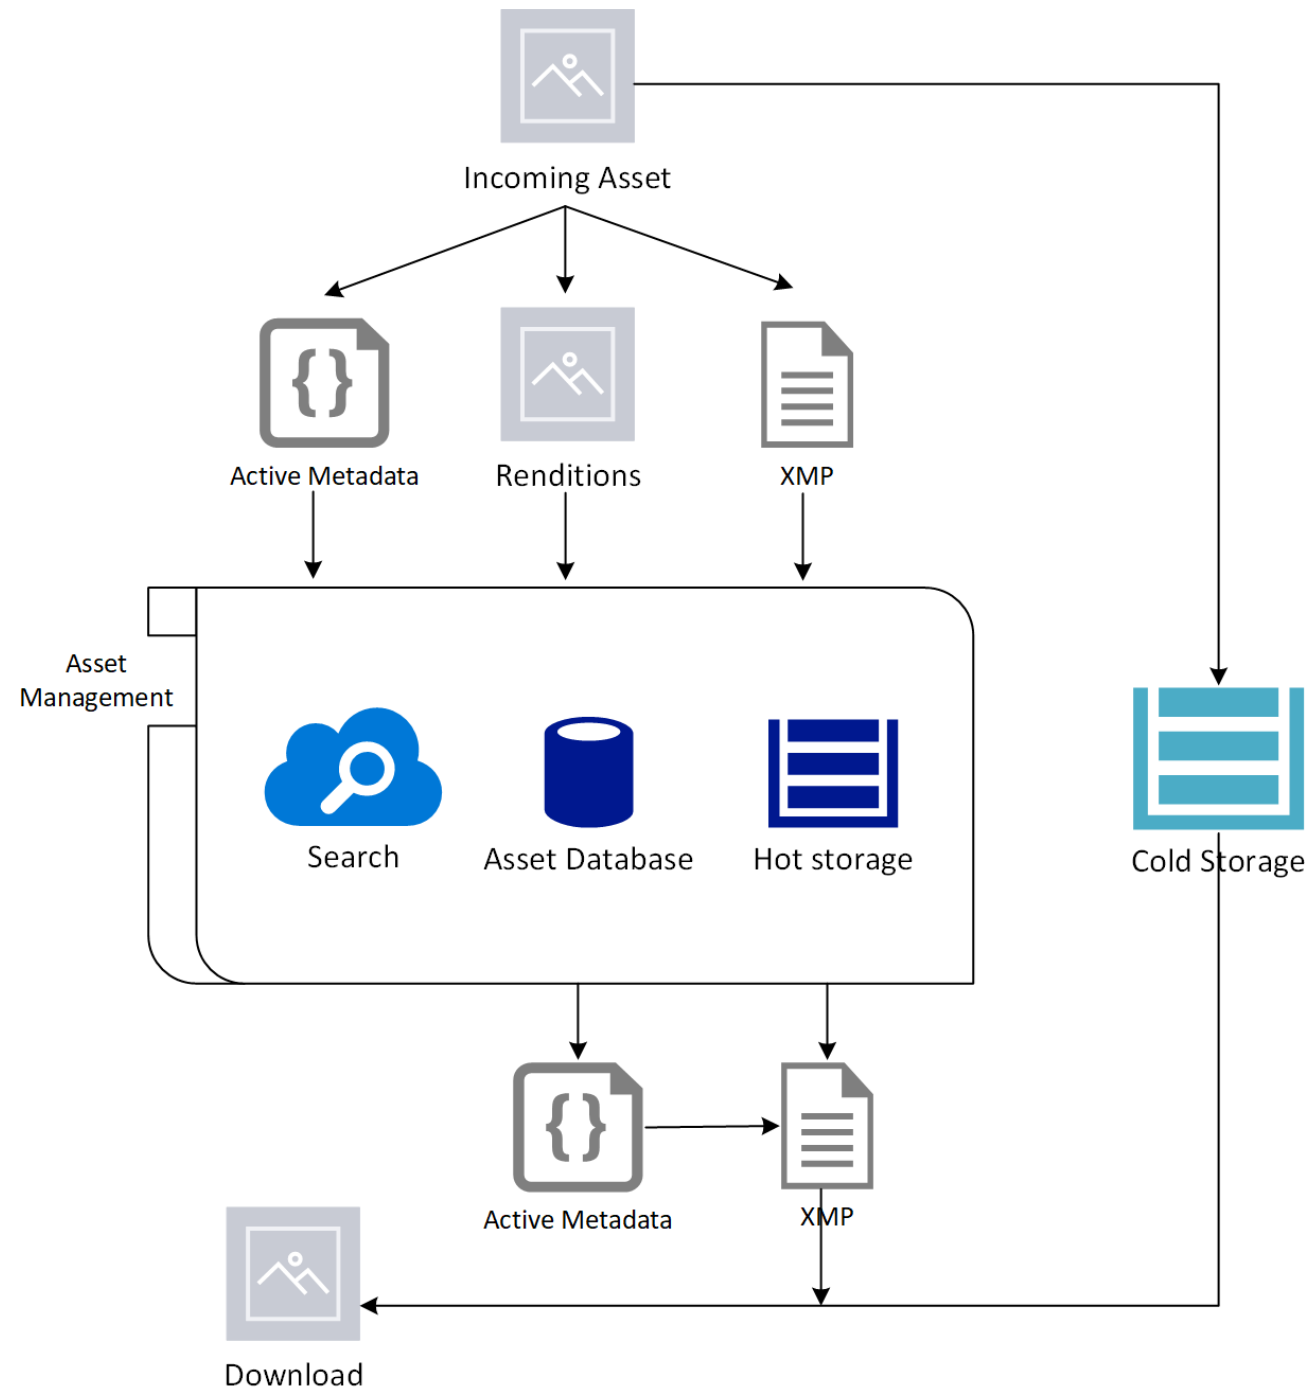 Incoming Asset
Active Metadata
Renditions
XMP
Asset
Management
Search
Asset Database
Hot storage
Cold Storage
Active Metadata
XMP
Download